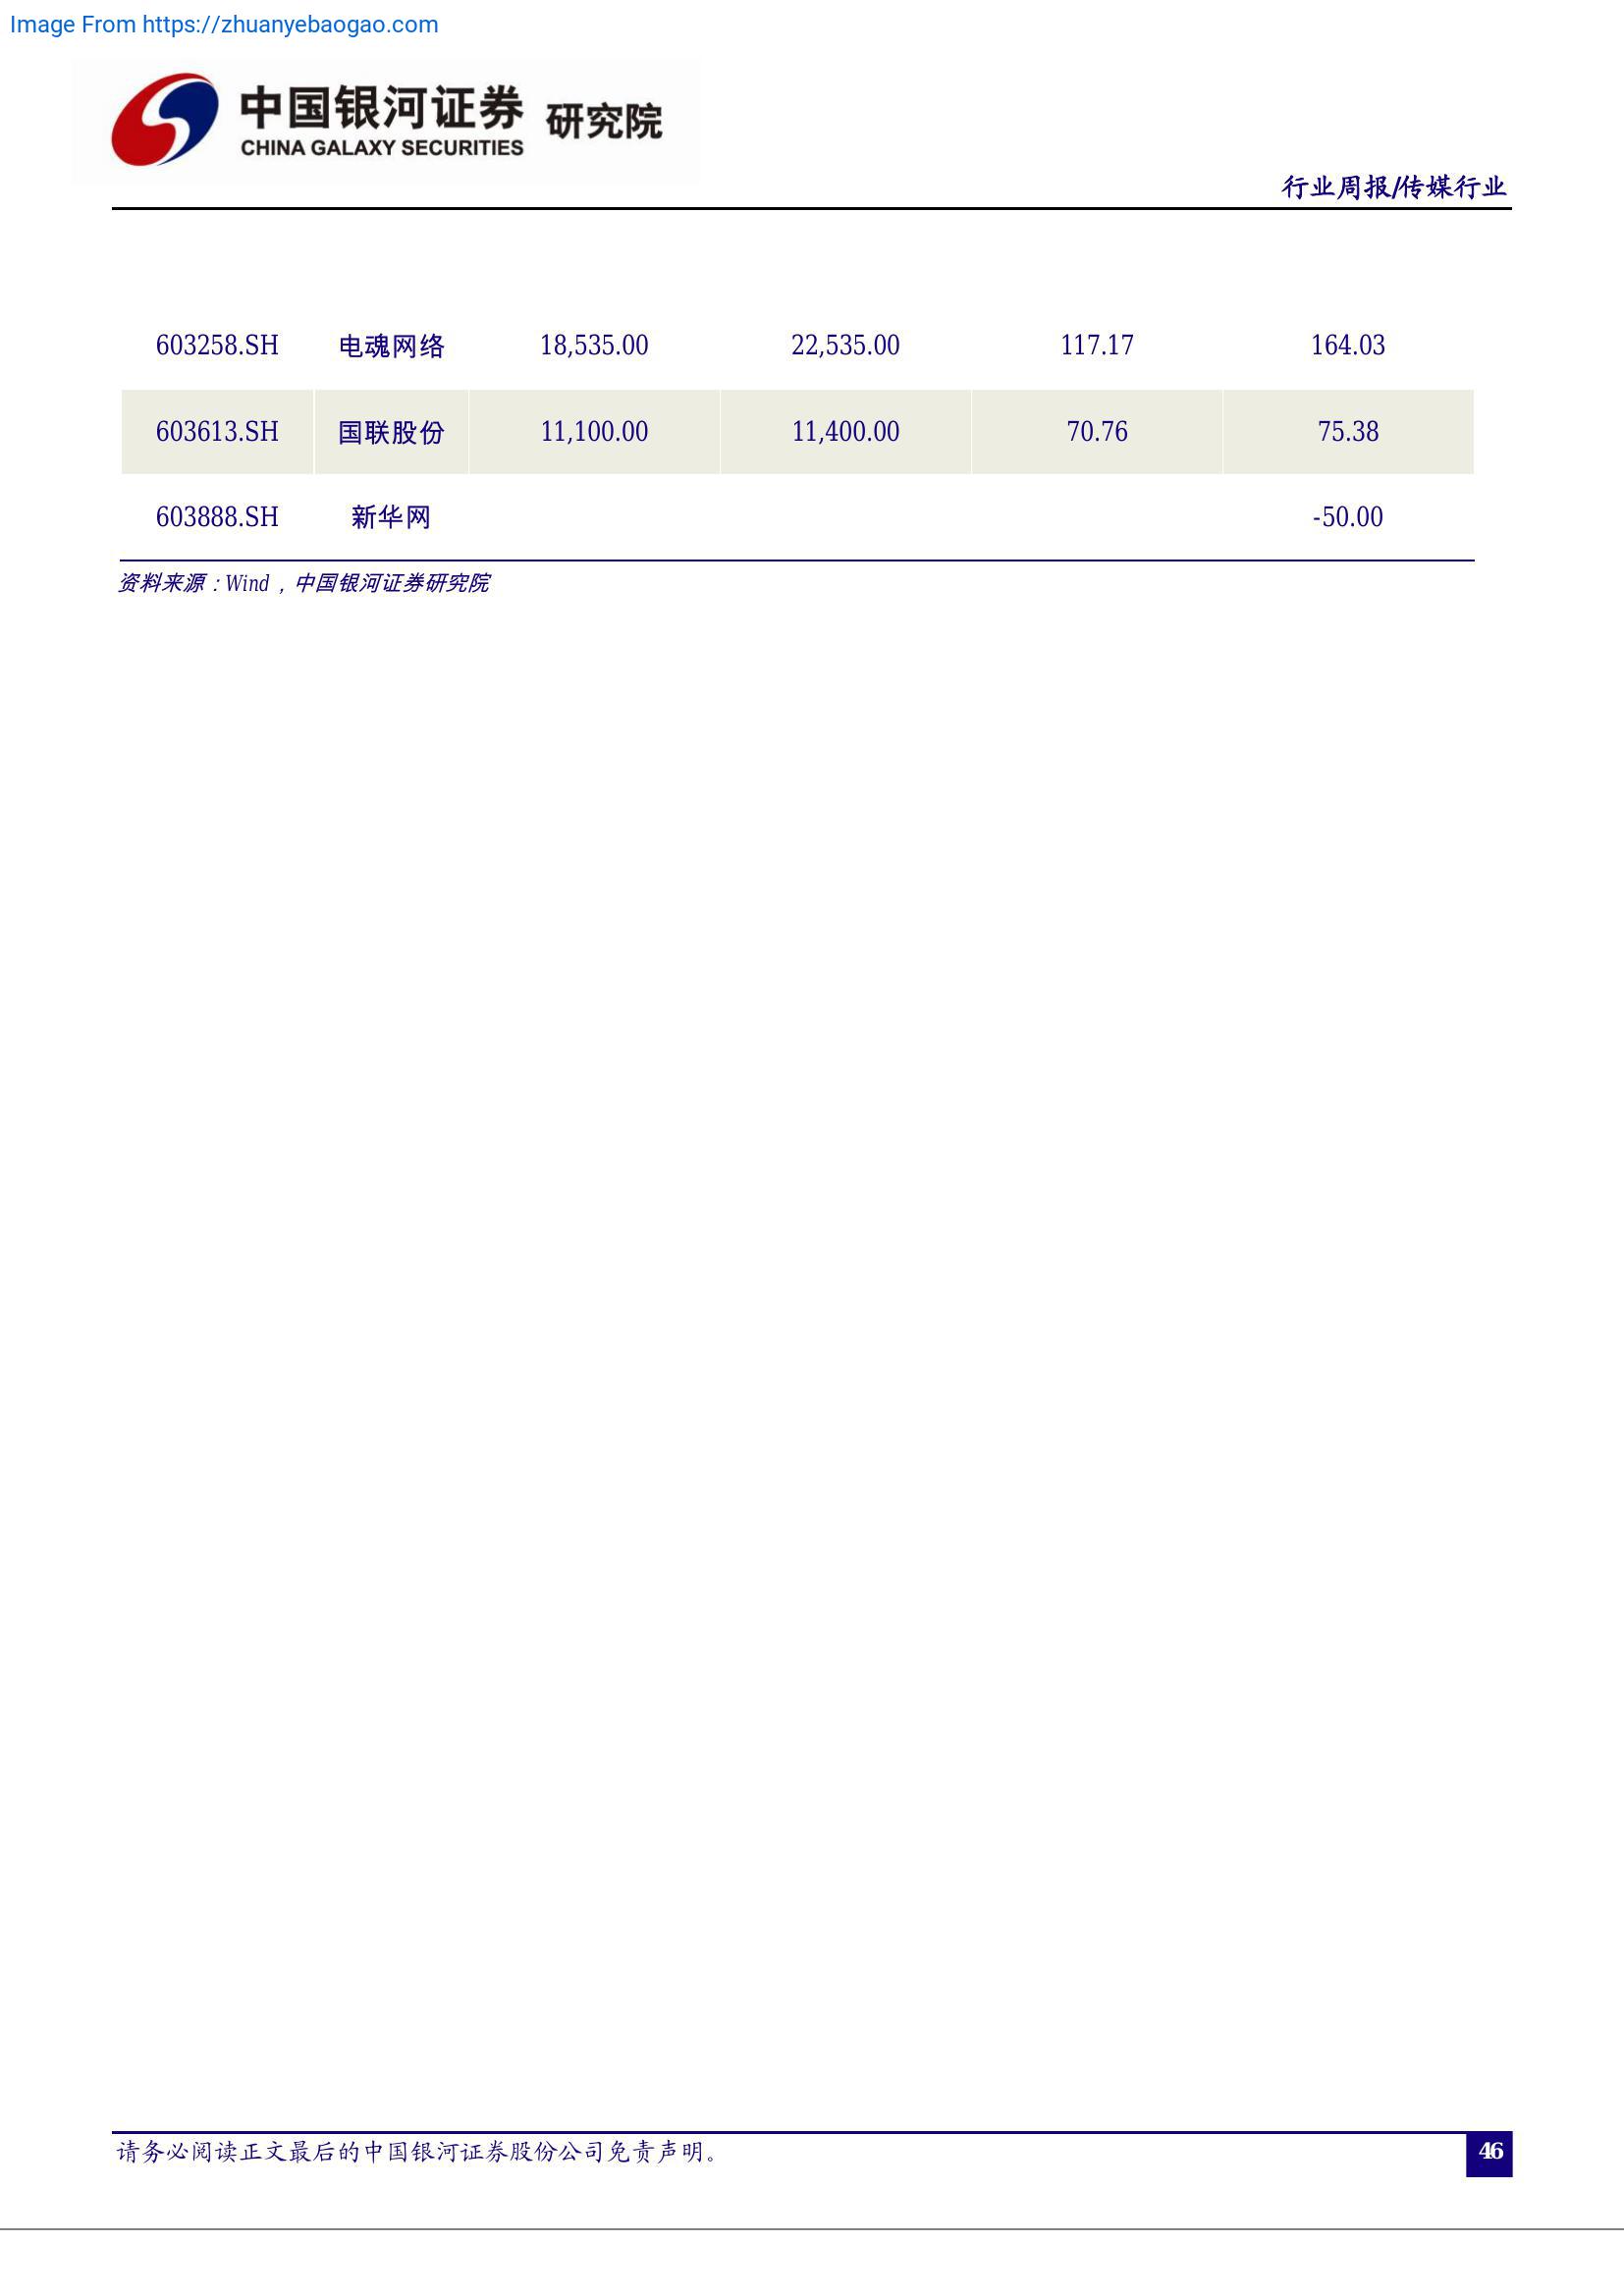 Image From https://zhuanyebaogao.com
中国银河证券 研究院
CHINA GALAXY SECURITIES
行业周报/传媒行业
603258.SH 电魂网络 18,535.00 22,535.00 117.17 164.03
603613.SH 国联股份 11,100.00 11,400.00 70.76 75.38
603888.SH 新华网 -50.00
资料来源：Wind，中国银河证券研究院
请务必阅读正文最后的中国银河证券股份公司免责声明。
46